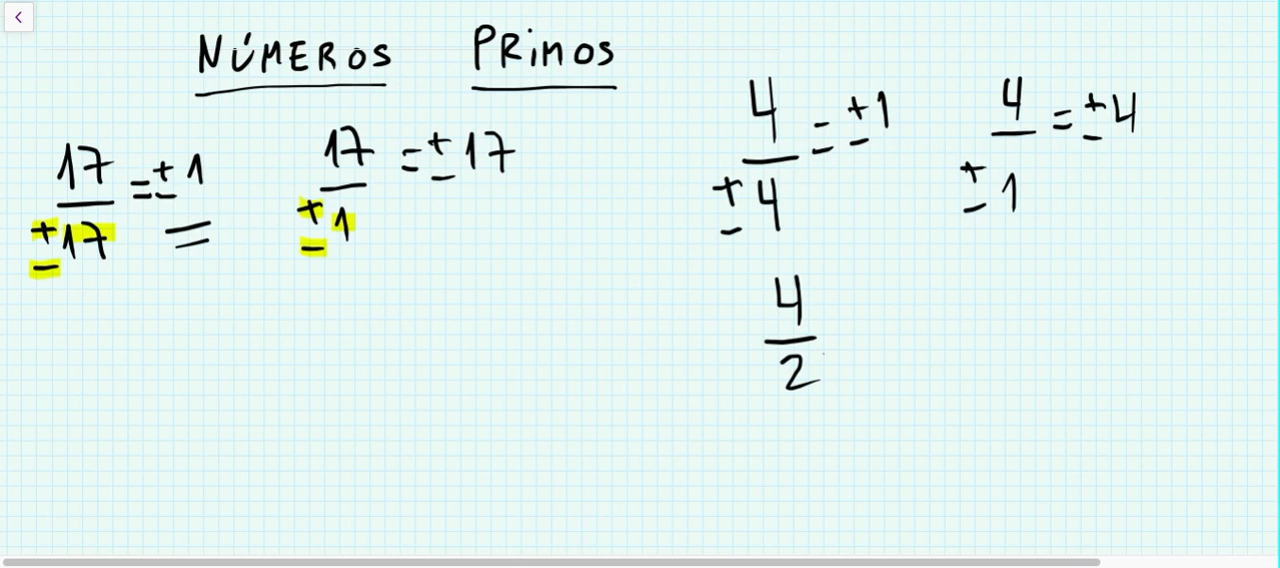 NÚMEROS PRIMOS
17/±17 = ±1
17/±1 = ±17
4/±4 = ±1
4/±1 = ±4
4/2